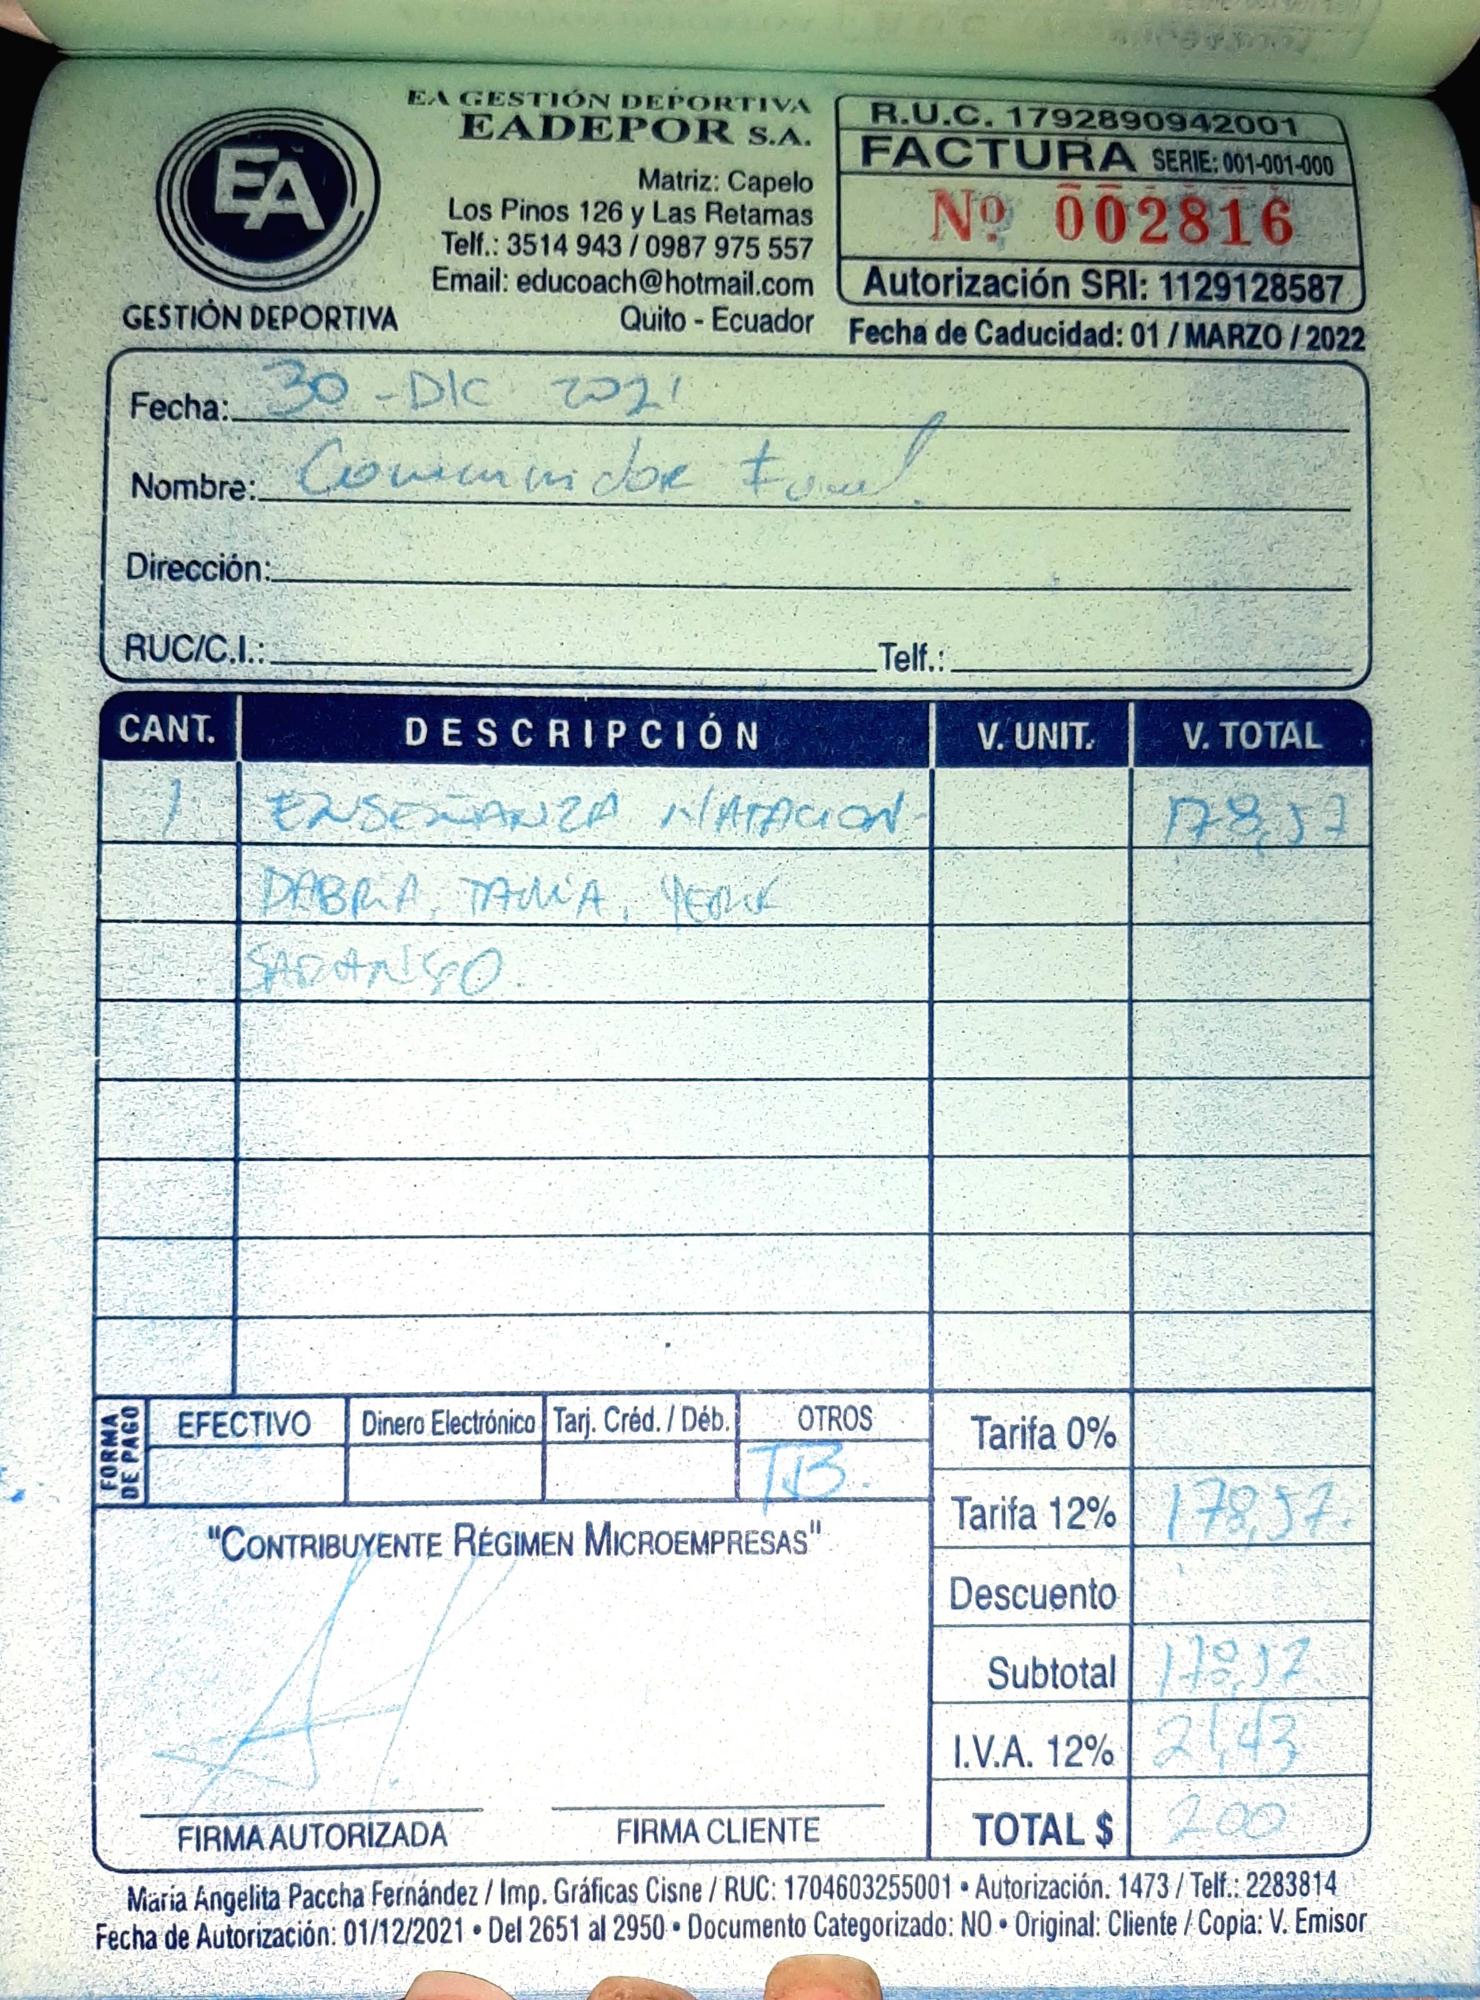 EA GESTIÓN DEPORTIVA
EADEPOR S.A.
EA
GESTIÓN DEPORTIVA
Matriz: Capelo
Los Pinos 126 y Las Retamas
Telf.: 3514 943 / 0987 975 557
Email: educoach@hotmail.com
Quito - Ecuador
R.U.C. 1792890942001
FACTURA SERIE: 001-001-000
Nº 002816
Autorización SRI: 1129128587
Fecha de Caducidad: 01 / MARZO / 2022
Fecha: 30 - DIC 2021
Nombre: Consumidor Final
Dirección:
RUC/C.I.: Telf.:
CANT. DESCRIPCIÓN V. UNIT. V. TOTAL
1 ENSEÑANZA NATACION 178,57
TAMIA,
FORMA DE PAGO
EFECTIVO Dinero Electrónico Tarj. Créd. / Déb. OTROS
T.B.
Tarifa 0%
Tarifa 12% 178,57.
Descuento
Subtotal 178,57
I.V.A. 12% 21,43
TOTAL $ 200
"CONTRIBUYENTE RÉGIMEN MICROEMPRESAS"
FIRMA AUTORIZADA FIRMA CLIENTE
María Angelita Paccha Fernández / Imp. Gráficas Cisne / RUC: 1704603255001 • Autorización. 1473 / Telf.: 2283814
Fecha de Autorización: 01/12/2021 • Del 2651 al 2950 • Documento Categorizado: NO • Original: Cliente / Copia: V. Emisor